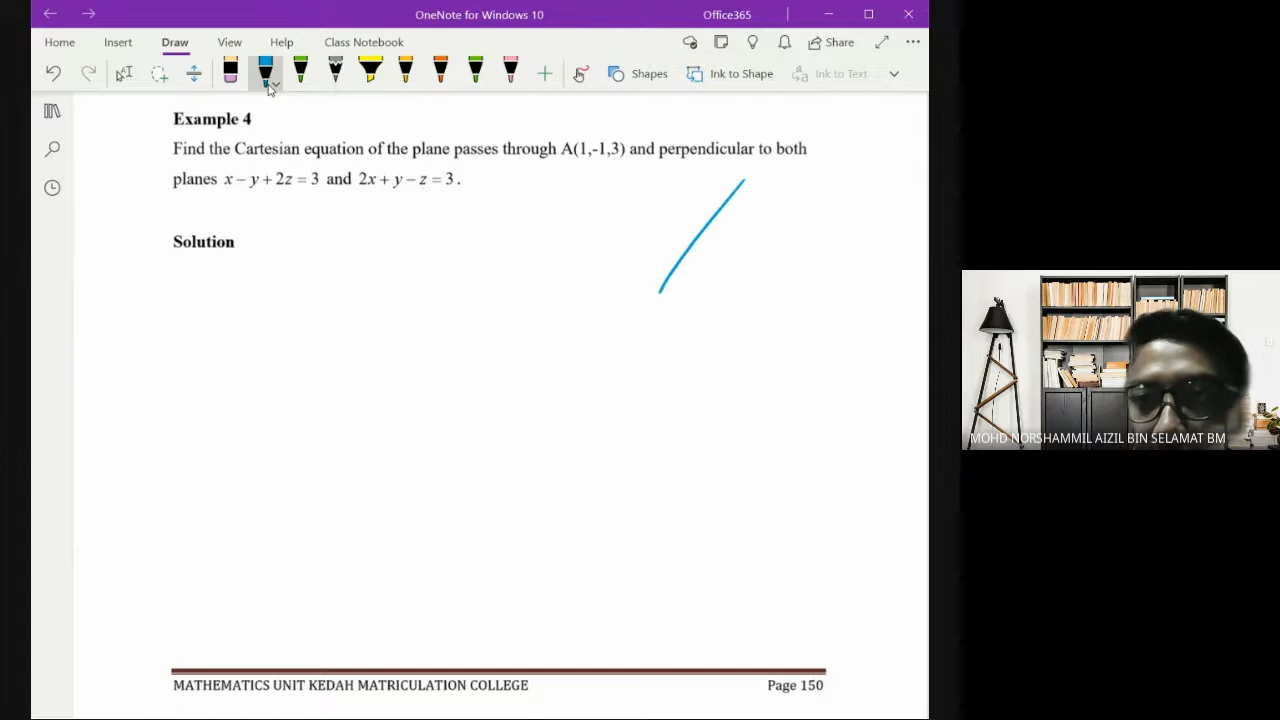 OneNote for Windows 10
Office365
Home Insert Draw View Help Class Notebook
Share
Shapes Ink to Shape Ink to Text
Example 4
Find the Cartesian equation of the plane passes through A(1,-1,3) and perpendicular to both
planes x − y + 2z = 3 and 2x + y − z = 3.
Solution
MOHD NORSHAMMIL AIZIL BIN SELAMAT BM
MATHEMATICS UNIT KEDAH MATRICULATION COLLEGE
Page 150